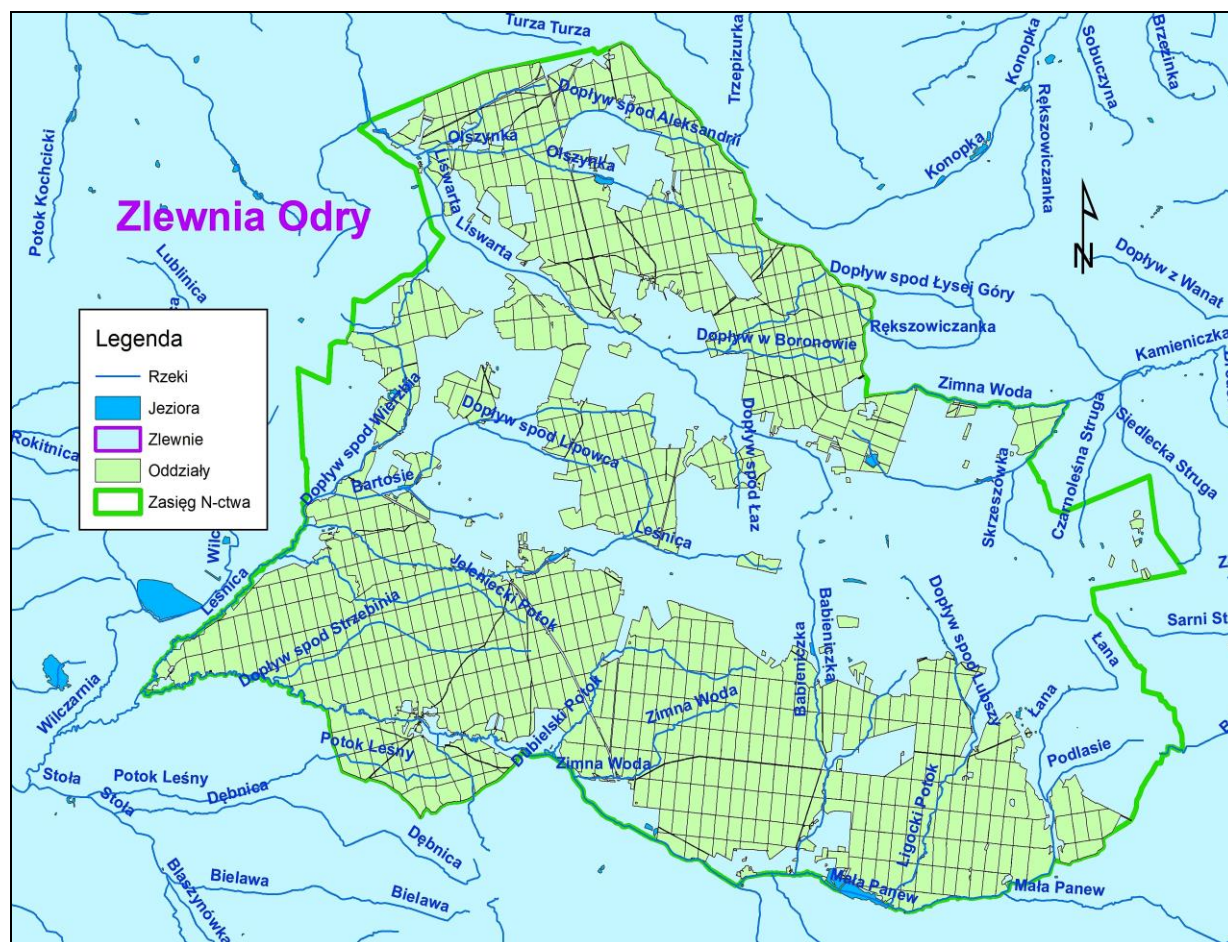 Turza Turza
Trzepizurka
Konopka
Sobuczyna
Brzezinka
Potok Kochcicki
Dopływ spod Aleksandrii
Olszynka
Olszynka
Liswarta
Konopka
Rększowiczanka
Zlewnia Odry
Liswarta
N
Lublinica
Dopływ z Wanat
Dopływ spod Łysej Góry
Rększowiczanka
Dopływ w Boronowie
Kamieniczka
Legenda
Rzeki
Jeziora
Zlewnie
Oddziały
Zasięg N-ctwa
Zimna Woda
Rokitnica
Dopływ spod Wierzbia
Dopływ spod Lipowca
Dopływ spod Łaz
Bartosie
Skrzeszówka
Czarnoleśna Struga
Siedlecka Struga
Leśnica
Wilc
Leśnica
Jeleniecki Potok
Dopływ spod Strzebinia
Babieniczka
Babieniczka
Dopływ spod Lubszy
Sarni St
Łana
Łana
Wilczarnia
Dubielski Potok
Zimna Woda
Zimna Woda
Potok Leśny
Podlasie
Stoła
Potok Leśny
Dębnica
Stoła
Ligocki Potok
Dębnica
Błaszynówka
Bielawa
Bielawa
Mała Panew
Mała Panew